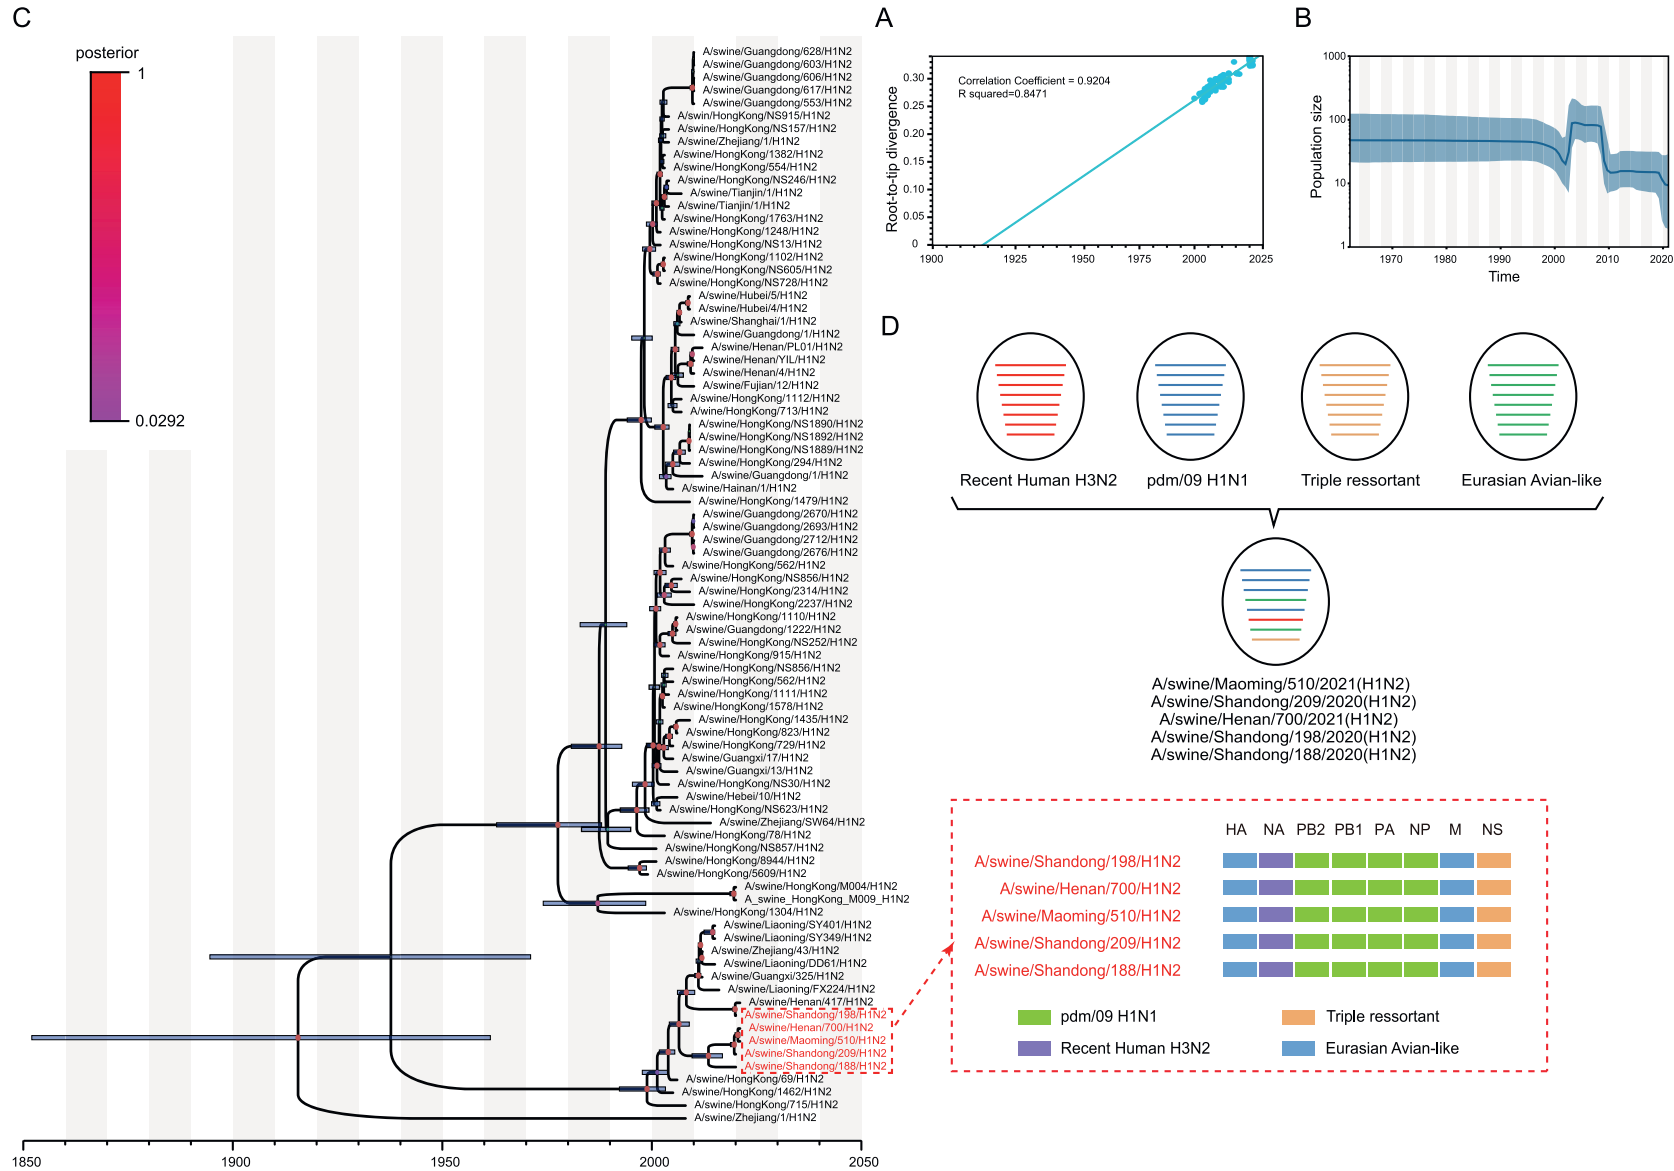 C
posterior
1
0.0292
A/swine/Guangdong/628/H1N2
A/swine/Guangdong/603/H1N2
A/swine/Guangdong/606/H1N2
A/swine/Guangdong/617/H1N2
A/swine/Guangdong/553/H1N2
A/swin/HongKong/NS915/H1N2
A/swine/HongKong/NS157/H1N2
A/swine/Zhejiang/1/H1N2
A/swine/HongKong/1382/H1N2
A/swine/HongKong/554/H1N2
A/swine/HongKong/NS246/H1N2
A/swine/Tianjin/1/H1N2
A/swine/Tianjin/1/H1N2
A/swine/HongKong/1763/H1N2
A/swine/HongKong/1248/H1N2
A/swine/HongKong/NS13/H1N2
A/swine/HongKong/1102/H1N2
A/swine/HongKong/NS605/H1N2
A/swine/HongKong/NS728/H1N2
A/swine/Hubei/5/H1N2
A/swine/Hubei/4/H1N2
A/swine/Shanghai/1/H1N2
A/swine/Guangdong/1/H1N2
A/swine/Henan/PL01/H1N2
A/swine/Henan/YIL/H1N2
A/swine/Henan/4/H1N2
A/swine/Fujian/12/H1N2
A/swine/HongKong/1112/H1N2
A/wine/HongKong/713/H1N2
A/swine/HongKong/NS1890/H1N2
A/swine/HongKong/NS1892/H1N2
A/swine/HongKong/NS1889/H1N2
A/swine/HongKong/294/H1N2
A/swine/Guangdong/1/H1N2
A/swine/Hainan/1/H1N2
A/swine/HongKong/1479/H1N2
A/swine/Guangdong/2670/H1N2
A/swine/Guangdong/2693/H1N2
A/swine/Guangdong/2712/H1N2
A/swine/Guangdong/2676/H1N2
A/swine/HongKong/562/H1N2
A/swine/HongKong/NS856/H1N2
A/swine/HongKong/2314/H1N2
A/swine/HongKong/2237/H1N2
A/swine/HongKong/1110/H1N2
A/swine/Guangdong/1222/H1N2
A/swine/HongKong/NS252/H1N2
A/swine/HongKong/915/H1N2
A/swine/HongKong/NS856/H1N2
A/swine/HongKong/562/H1N2
A/swine/HongKong/1111/H1N2
A/swine/HongKong/1578/H1N2
A/swine/HongKong/1435/H1N2
A/swine/HongKong/823/H1N2
A/swine/HongKong/729/H1N2
A/swine/Guangxi/17/H1N2
A/swine/Guangxi/13/H1N2
A/swine/HongKong/NS30/H1N2
A/swine/Hebei/10/H1N2
A/swine/HongKong/NS623/H1N2
A/swine/Zhejiang/SW64/H1N2
A/swine/HongKong/78/H1N2
A/swine/HongKong/NS857/H1N2
A/swine/HongKong/8944/H1N2
A/swine/HongKong/5609/H1N2
A/swine/HongKong/M004/H1N2
A_swine_HongKong_M009_H1N2
A/swine/HongKong/1304/H1N2
A/swine/Liaoning/SY401/H1N2
A/swine/Liaoning/SY349/H1N2
A/swine/Zhejiang/43/H1N2
A/swine/Liaoning/DD61/H1N2
A/swine/Guangxi/325/H1N2
A/swine/Liaoning/FX224/H1N2
A/swine/Henan/417/H1N2
A/swine/Shandong/198/H1N2
A/swine/Henan/700/H1N2
A/swine/Maoming/510/H1N2
A/swine/Shandong/209/H1N2
A/swine/Shandong/188/H1N2
A/swine/HongKong/69/H1N2
A/swine/HongKong/1462/H1N2
A/swine/HongKong/715/H1N2
A/swine/Zhejiang/1/H1N2
1850 1900 1950 2000 2050
A
Root-to-tip divergence
Correlation Coefficient = 0.9204
R squared=0.8471
0.30
0.25
0.20
0.15
0.10
0.05
0
1900 1925 1950 1975 2000 2025
B
Population size
1000
100
10
1
1970 1980 1990 2000 2010 2020
Time
D
Recent Human H3N2 pdm/09 H1N1 Triple ressortant Eurasian Avian-like
A/swine/Maoming/510/2021(H1N2)
A/swine/Shandong/209/2020(H1N2)
A/swine/Henan/700/2021(H1N2)
A/swine/Shandong/198/2020(H1N2)
A/swine/Shandong/188/2020(H1N2)
HA NA PB2 PB1 PA NP M NS
A/swine/Shandong/198/H1N2
A/swine/Henan/700/H1N2
A/swine/Maoming/510/H1N2
A/swine/Shandong/209/H1N2
A/swine/Shandong/188/H1N2
pdm/09 H1N1 Triple ressortant
Recent Human H3N2 Eurasian Avian-like